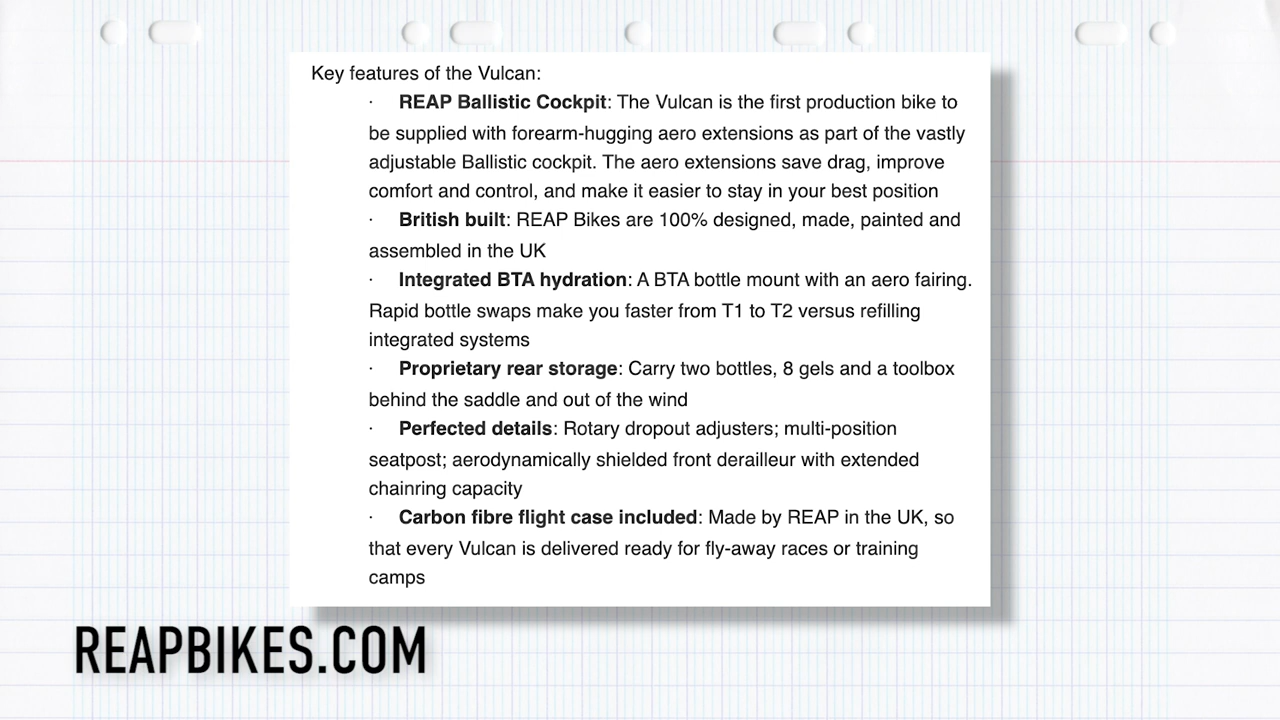 Key features of the Vulcan:
· REAP Ballistic Cockpit: The Vulcan is the first production bike to
be supplied with forearm-hugging aero extensions as part of the vastly
adjustable Ballistic cockpit. The aero extensions save drag, improve
comfort and control, and make it easier to stay in your best position
· British built: REAP Bikes are 100% designed, made, painted and
assembled in the UK
· Integrated BTA hydration: A BTA bottle mount with an aero fairing.
Rapid bottle swaps make you faster from T1 to T2 versus refilling
integrated systems
· Proprietary rear storage: Carry two bottles, 8 gels and a toolbox
behind the saddle and out of the wind
· Perfected details: Rotary dropout adjusters; multi-position
seatpost; aerodynamically shielded front derailleur with extended
chainring capacity
· Carbon fibre flight case included: Made by REAP in the UK, so
that every Vulcan is delivered ready for fly-away races or training
camps
REAPBIKES.COM